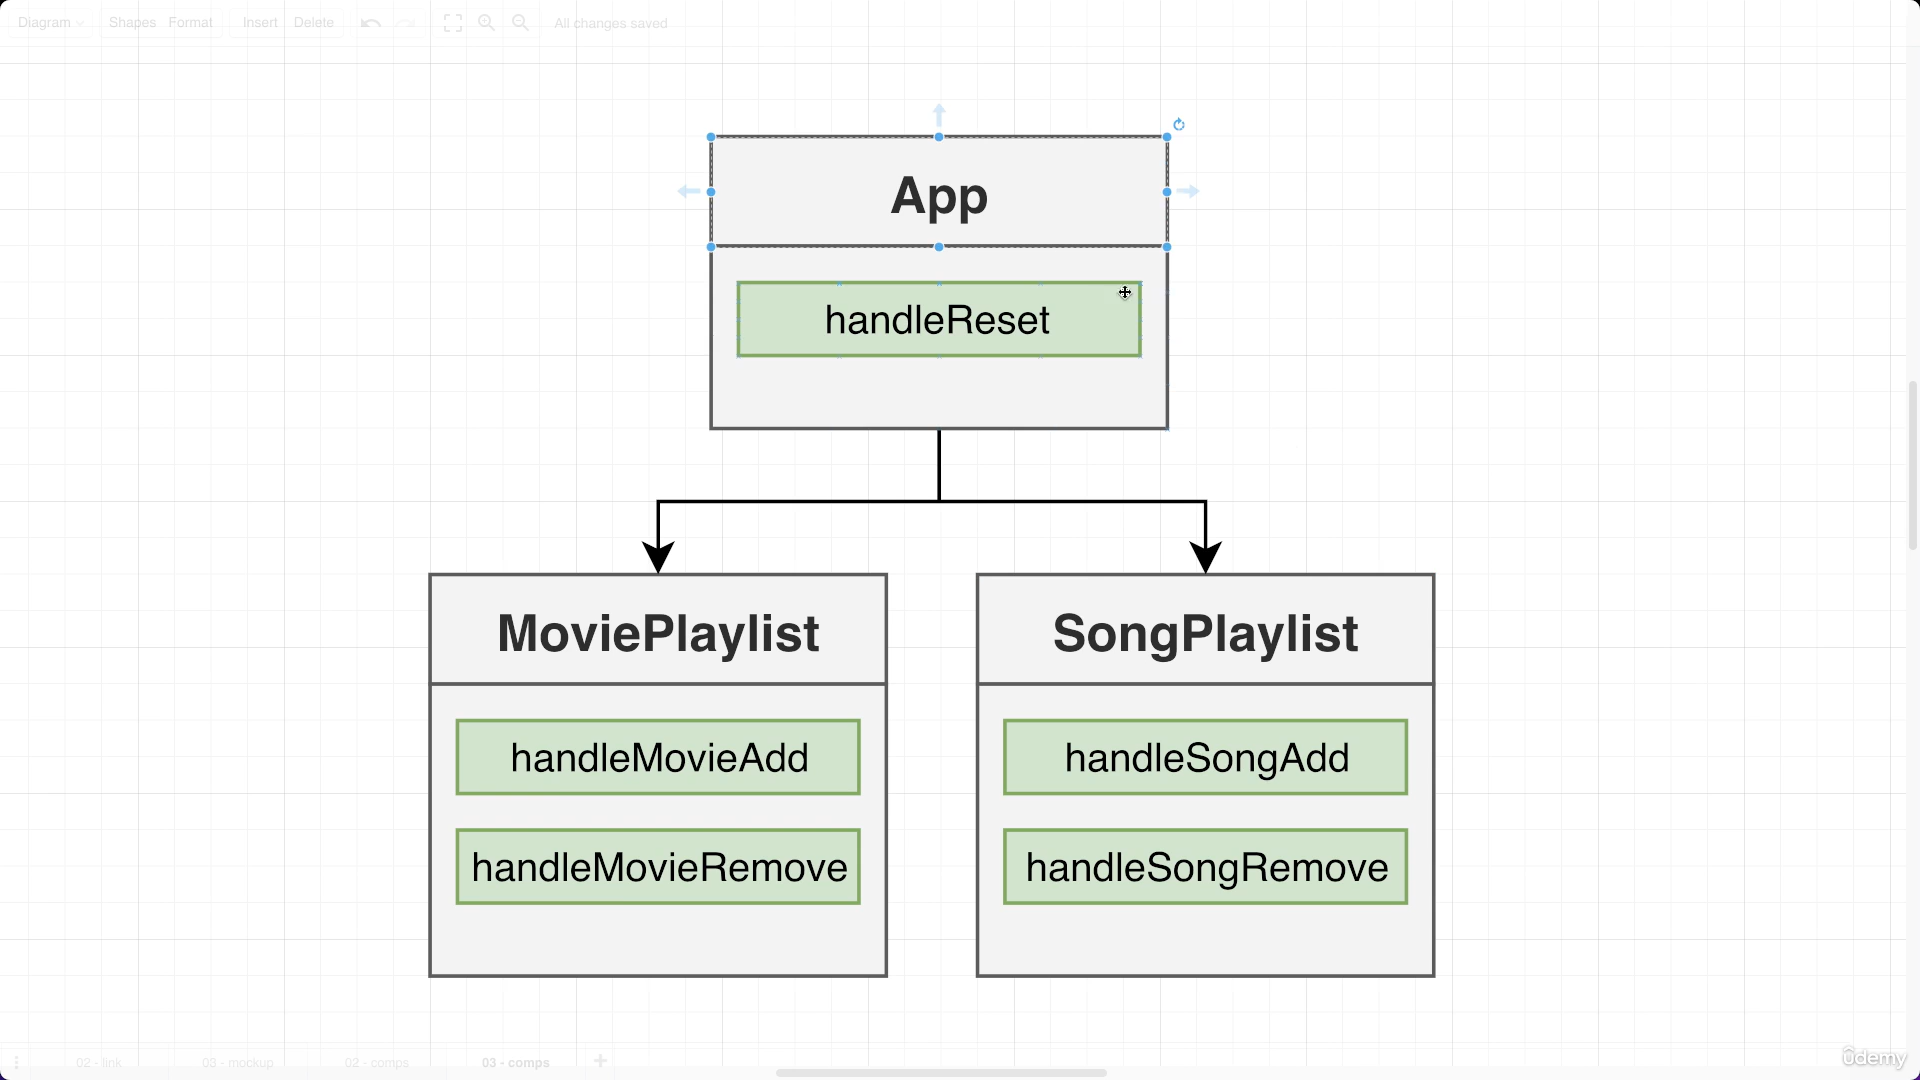 Diagram Shapes Format Insert Delete All changes saved
App
handleReset
MoviePlaylist SongPlaylist
handleMovieAdd handleSongAdd
handleMovieRemove handleSongRemove
02 - link 03 - mockup 02 - comps 03 - comps
ûdemy